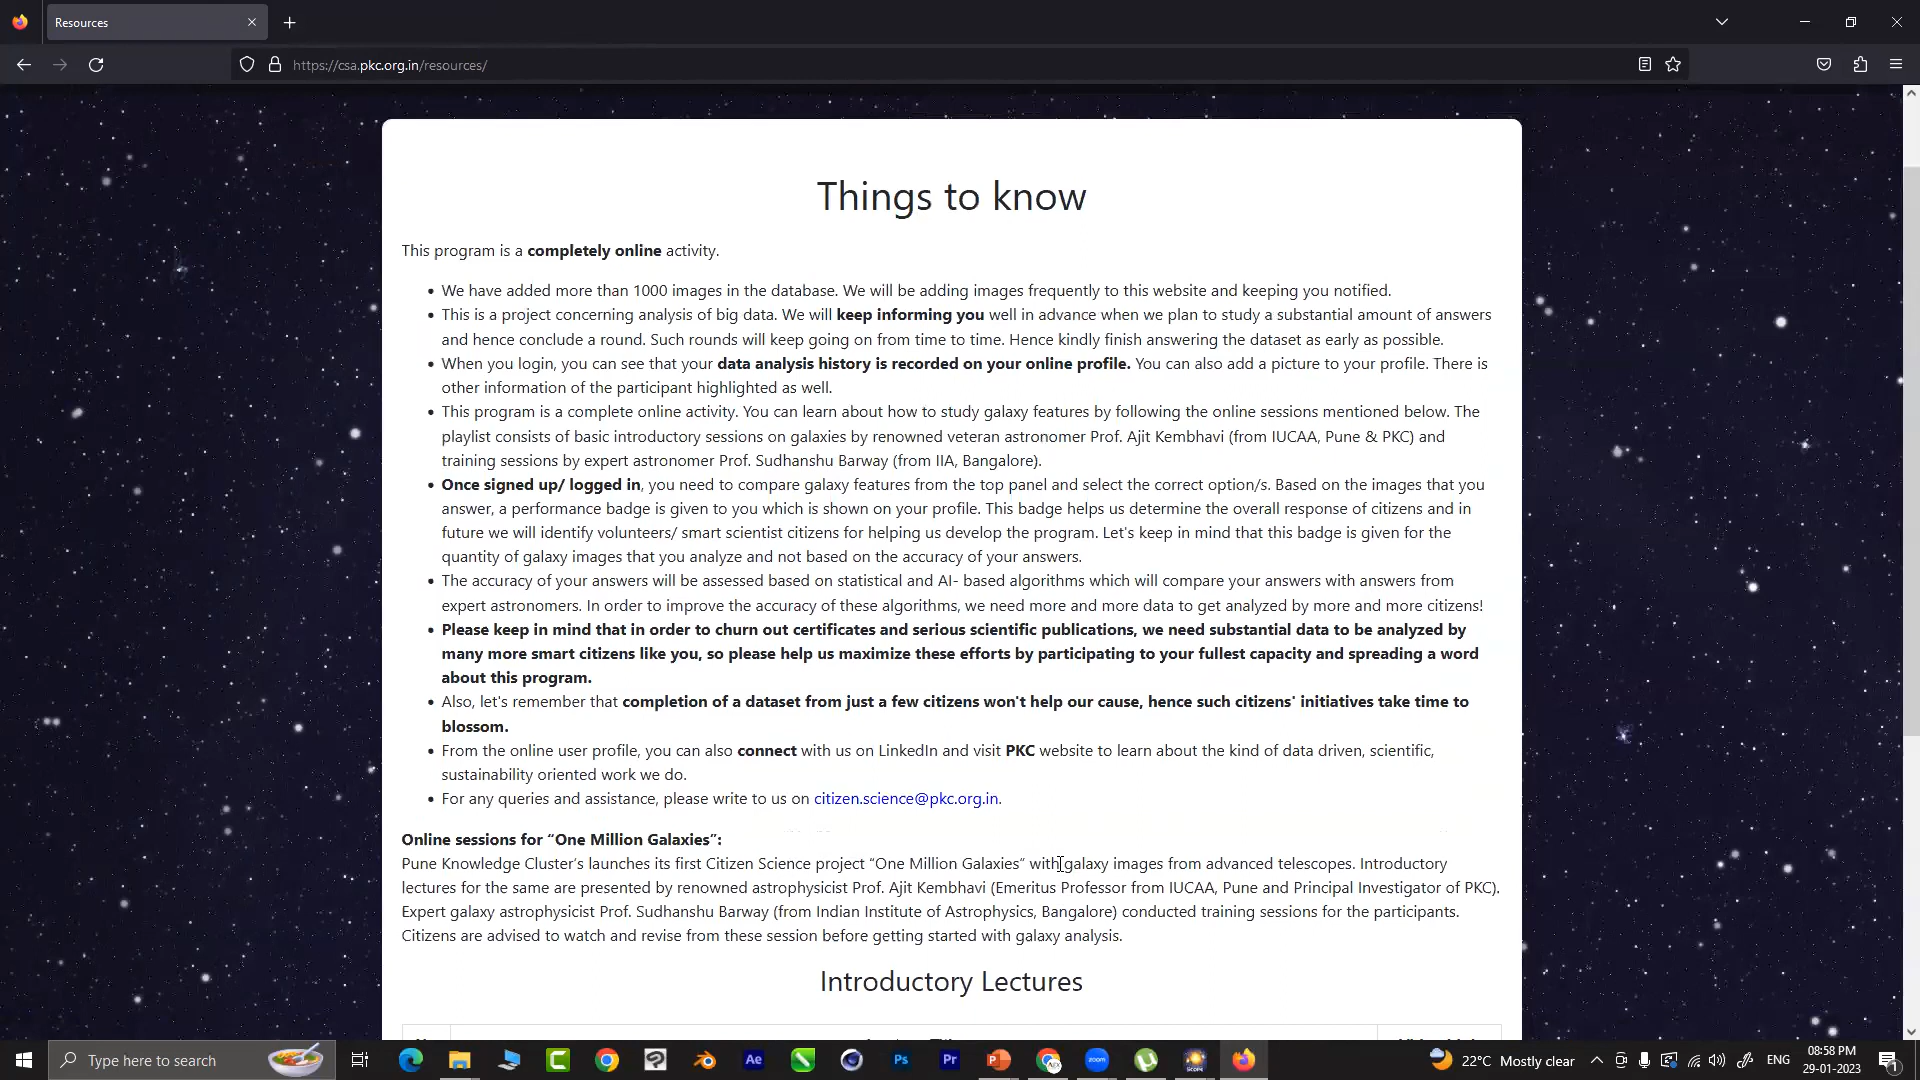 Resources
https://csa.pkc.org.in/resources/
Things to know
This program is a completely online activity.
• We have added more than 1000 images in the database. We will be adding images frequently to this website and keeping you notified.
• This is a project concerning analysis of big data. We will keep informing you well in advance when we plan to study a substantial amount of answers
and hence conclude a round. Such rounds will keep going on from time to time. Hence kindly finish answering the dataset as early as possible.
• When you login, you can see that your data analysis history is recorded on your online profile. You can also add a picture to your profile. There is
other information of the participant highlighted as well.
• This program is a complete online activity. You can learn about how to study galaxy features by following the online sessions mentioned below. The
playlist consists of basic introductory sessions on galaxies by renowned veteran astronomer Prof. Ajit Kembhavi (from IUCAA, Pune & PKC) and
training sessions by expert astronomer Prof. Sudhanshu Barway (from IIA, Bangalore).
• Once signed up/ logged in, you need to compare galaxy features from the top panel and select the correct option/s. Based on the images that you
answer, a performance badge is given to you which is shown on your profile. This badge helps us determine the overall response of citizens and in
future we will identify volunteers/ smart scientist citizens for helping us develop the program. Let's keep in mind that this badge is given for the
quantity of galaxy images that you analyze and not based on the accuracy of your answers.
• The accuracy of your answers will be assessed based on statistical and AI- based algorithms which will compare your answers with answers from
expert astronomers. In order to improve the accuracy of these algorithms, we need more and more data to get analyzed by more and more citizens!
• Please keep in mind that in order to churn out certificates and serious scientific publications, we need substantial data to be analyzed by
many more smart citizens like you, so please help us maximize these efforts by participating to your fullest capacity and spreading a word
about this program.
• Also, let's remember that completion of a dataset from just a few citizens won't help our cause, hence such citizens' initiatives take time to
blossom.
• From the online user profile, you can also connect with us on LinkedIn and visit PKC website to learn about the kind of data driven, scientific,
sustainability oriented work we do.
• For any queries and assistance, please write to us on citizen.science@pkc.org.in.
Online sessions for “One Million Galaxies”:
Pune Knowledge Cluster’s launches its first Citizen Science project “One Million Galaxies” with galaxy images from advanced telescopes. Introductory
lectures for the same are presented by renowned astrophysicist Prof. Ajit Kembhavi (Emeritus Professor from IUCAA, Pune and Principal Investigator of PKC).
Expert galaxy astrophysicist Prof. Sudhanshu Barway (from Indian Institute of Astrophysics, Bangalore) conducted training sessions for the participants.
Citizens are advised to watch and revise from these session before getting started with galaxy analysis.
Introductory Lectures
Type here to search
Ae
Ps
Pr
zoom
22°C Mostly clear
ENG
08:58 PM
29-01-2023
1